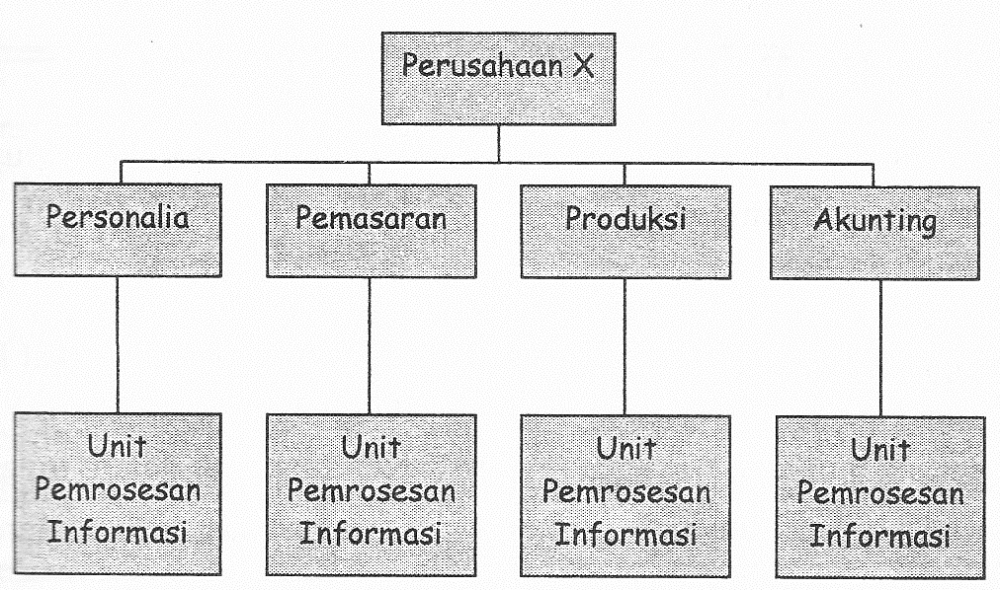 Perusahaan X
Personalia
Pemasaran
Produksi
Akunting
Unit
Pemrosesan
Informasi
Unit
Pemrosesan
Informasi
Unit
Pemrosesan
Informasi
Unit
Pemrosesan
Informasi